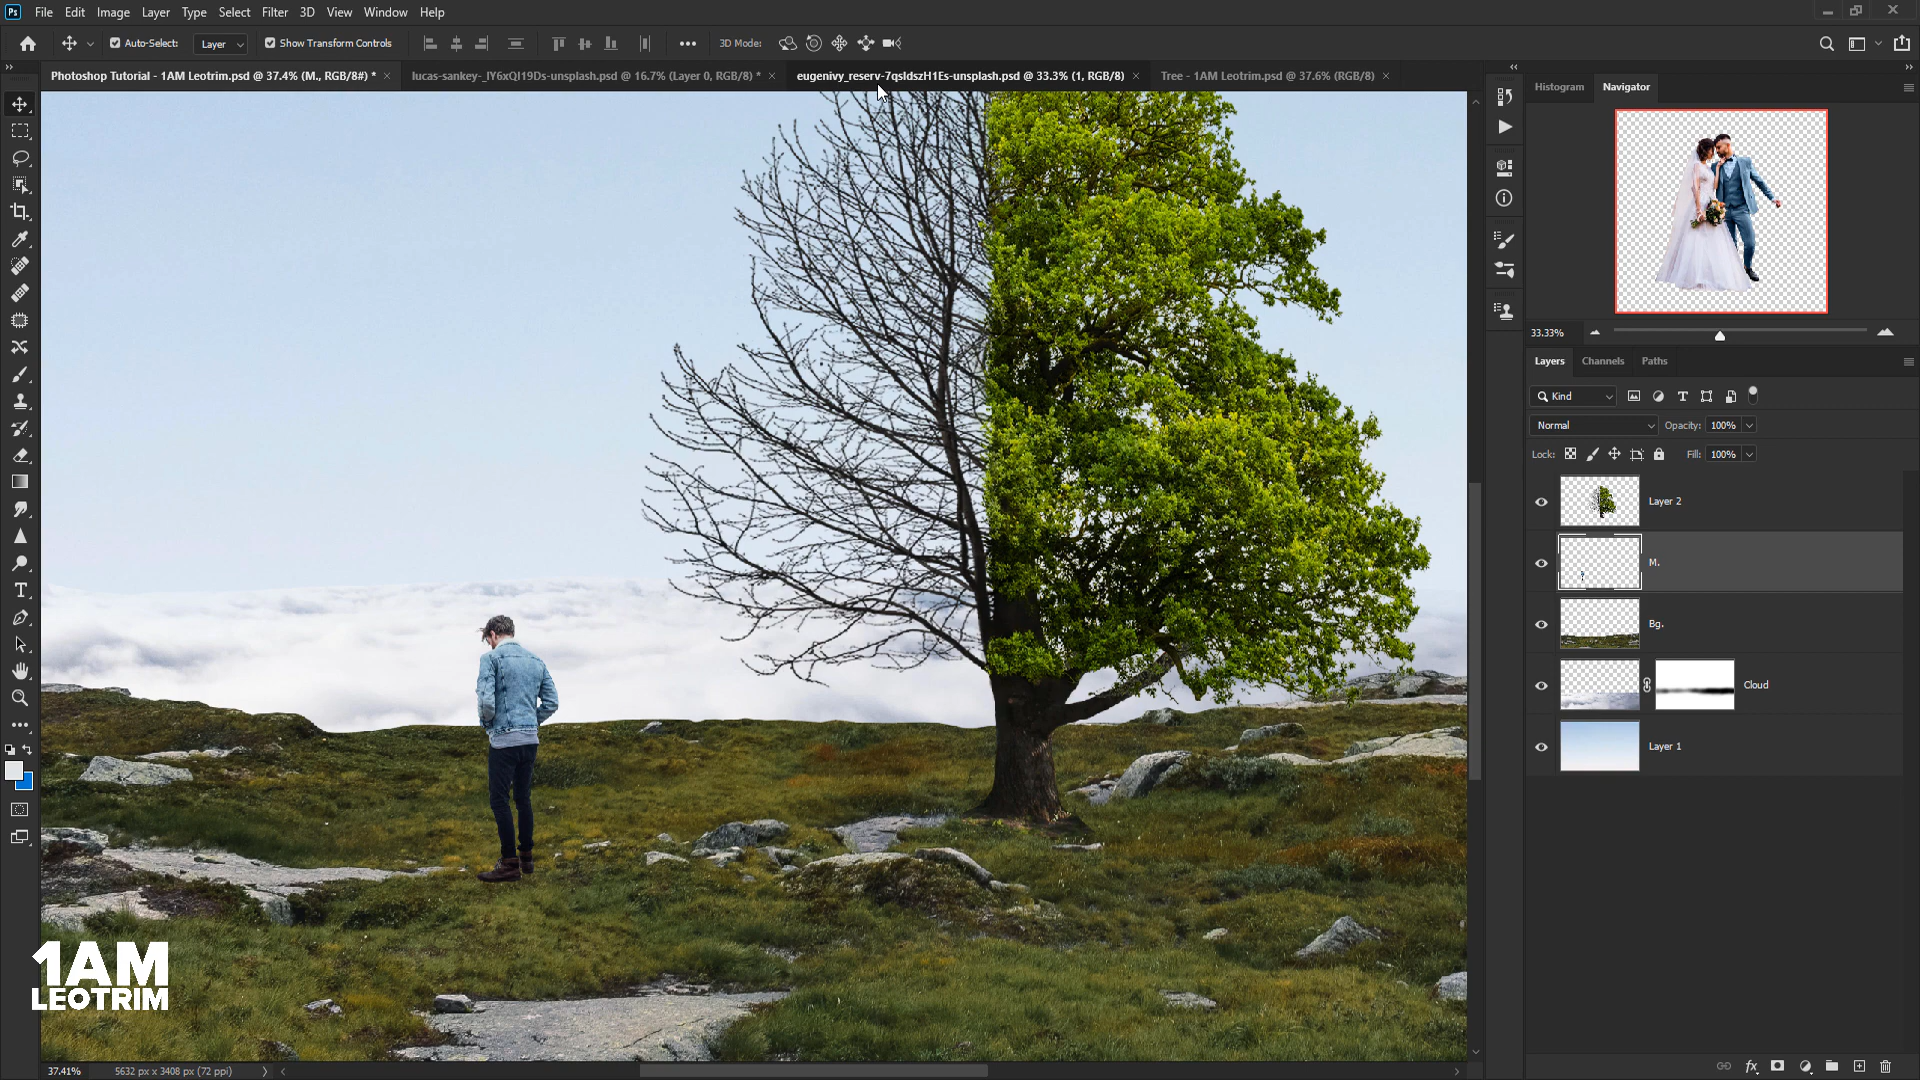 Ps File Edit Image Layer Type Select Filter 3D View Window Help
Auto-Select: Layer Show Transform Controls 3D Mode:
Photoshop Tutorial - 1AM Leotrim.psd @ 37.4% (M., RGB/8#) * lucas-sankey-_lY6xQI19Ds-unsplash.psd @ 16.7% (Layer 0, RGB/8) * eugenivy_reserv-7qsldszH1Es-unsplash.psd @ 33.3% (1, RGB/8) Tree - 1AM Leotrim.psd @ 37.6% (RGB/8)
Histogram Navigator
33.33%
Layers Channels Paths
Kind
Normal Opacity: 100%
Lock: Fill: 100%
Layer 2
M.
Bg.
Cloud
Layer 1
1AM
LEOTRIM
37.41% 5632 px x 3408 px (72 ppi)